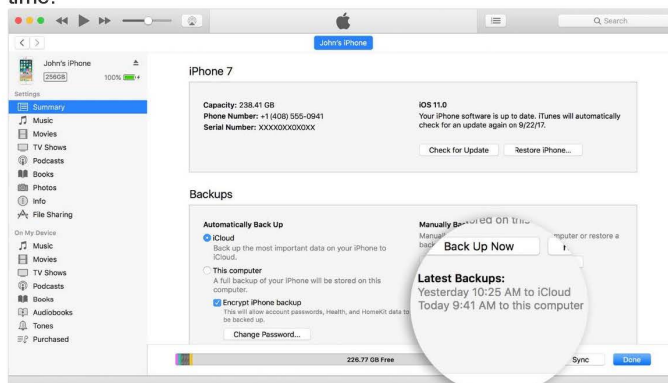 time?
Search
John's iPhone
John's iPhone
256GB 100%
Settings
Summary
Music
Movies
TV Shows
Podcasts
Books
Photos
Info
File Sharing
On My Device
Music
Movies
TV Shows
Podcasts
Books
Audiobooks
Tones
Purchased
iPhone 7
Capacity: 238.41 GB
Phone Number: +1 (408) 555-0941
Serial Number: XXXX0XX0X0XX
iOS 11.0
Your iPhone software is up to date. iTunes will automatically
check for an update again on 9/22/17.
Check for Update Restore iPhone...
Backups
Automatically Back Up
iCloud
Back up the most important data on your iPhone to
iCloud.
This computer
A full backup of your iPhone will be stored on this
computer.
Encrypt iPhone backup
This will allow account passwords, Health, and HomeKit data to
be backed up.
Change Password...
Manually
on this
computer or restore a
Back Up Now
Latest Backups:
Yesterday 10:25 AM to iCloud
Today 9:41 AM to this computer
226.77 GB Free
Sync Done